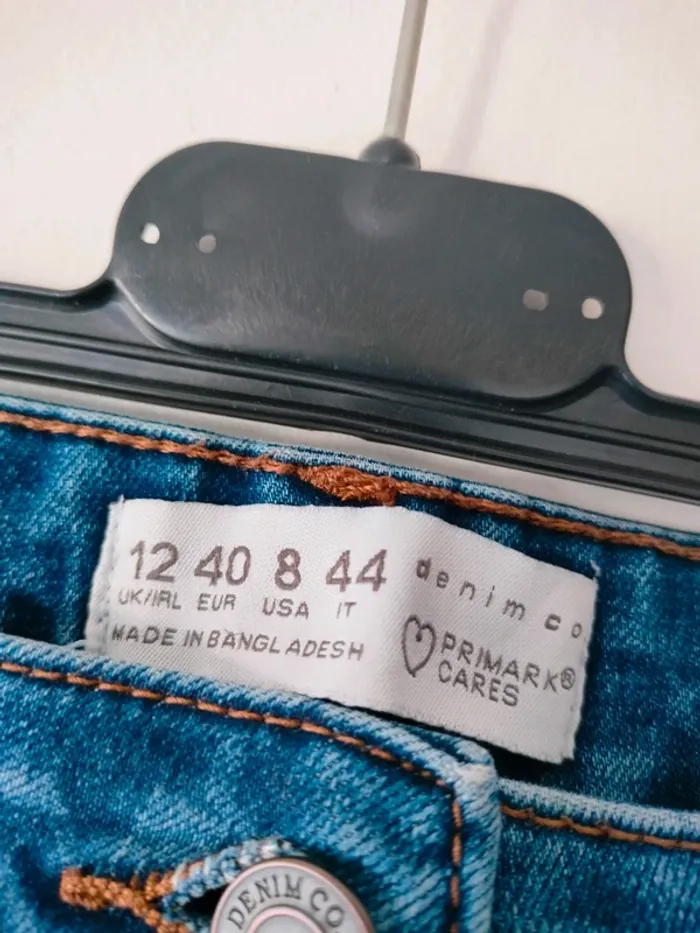 12 40 8 44
UK/IRL EUR USA IT
MADE IN BANGLADESH
denim co
PRIMARK®
CARES
DENIM CO.